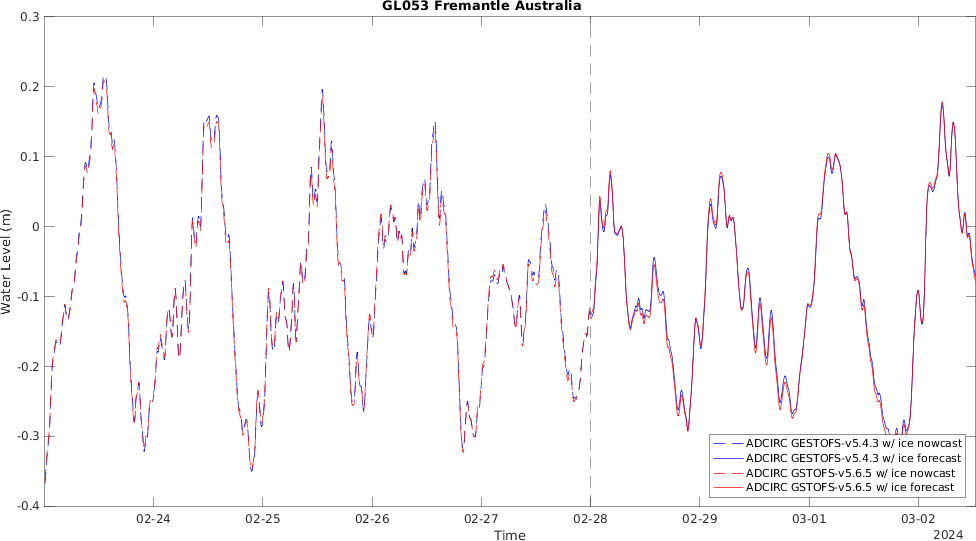 GL053 Fremantle Australia
0.3
0.2
0.1
0
-0.1
-0.2
-0.3
-0.4
Water Level (m)
ADCIRC GESTOFS-v5.4.3 w/ ice nowcast
ADCIRC GESTOFS-v5.4.3 w/ ice forecast
ADCIRC GSTOFS-v5.6.5 w/ ice nowcast
ADCIRC GSTOFS-v5.6.5 w/ ice forecast
02-24 02-25 02-26 02-27 02-28 02-29 03-01 03-02
Time
2024